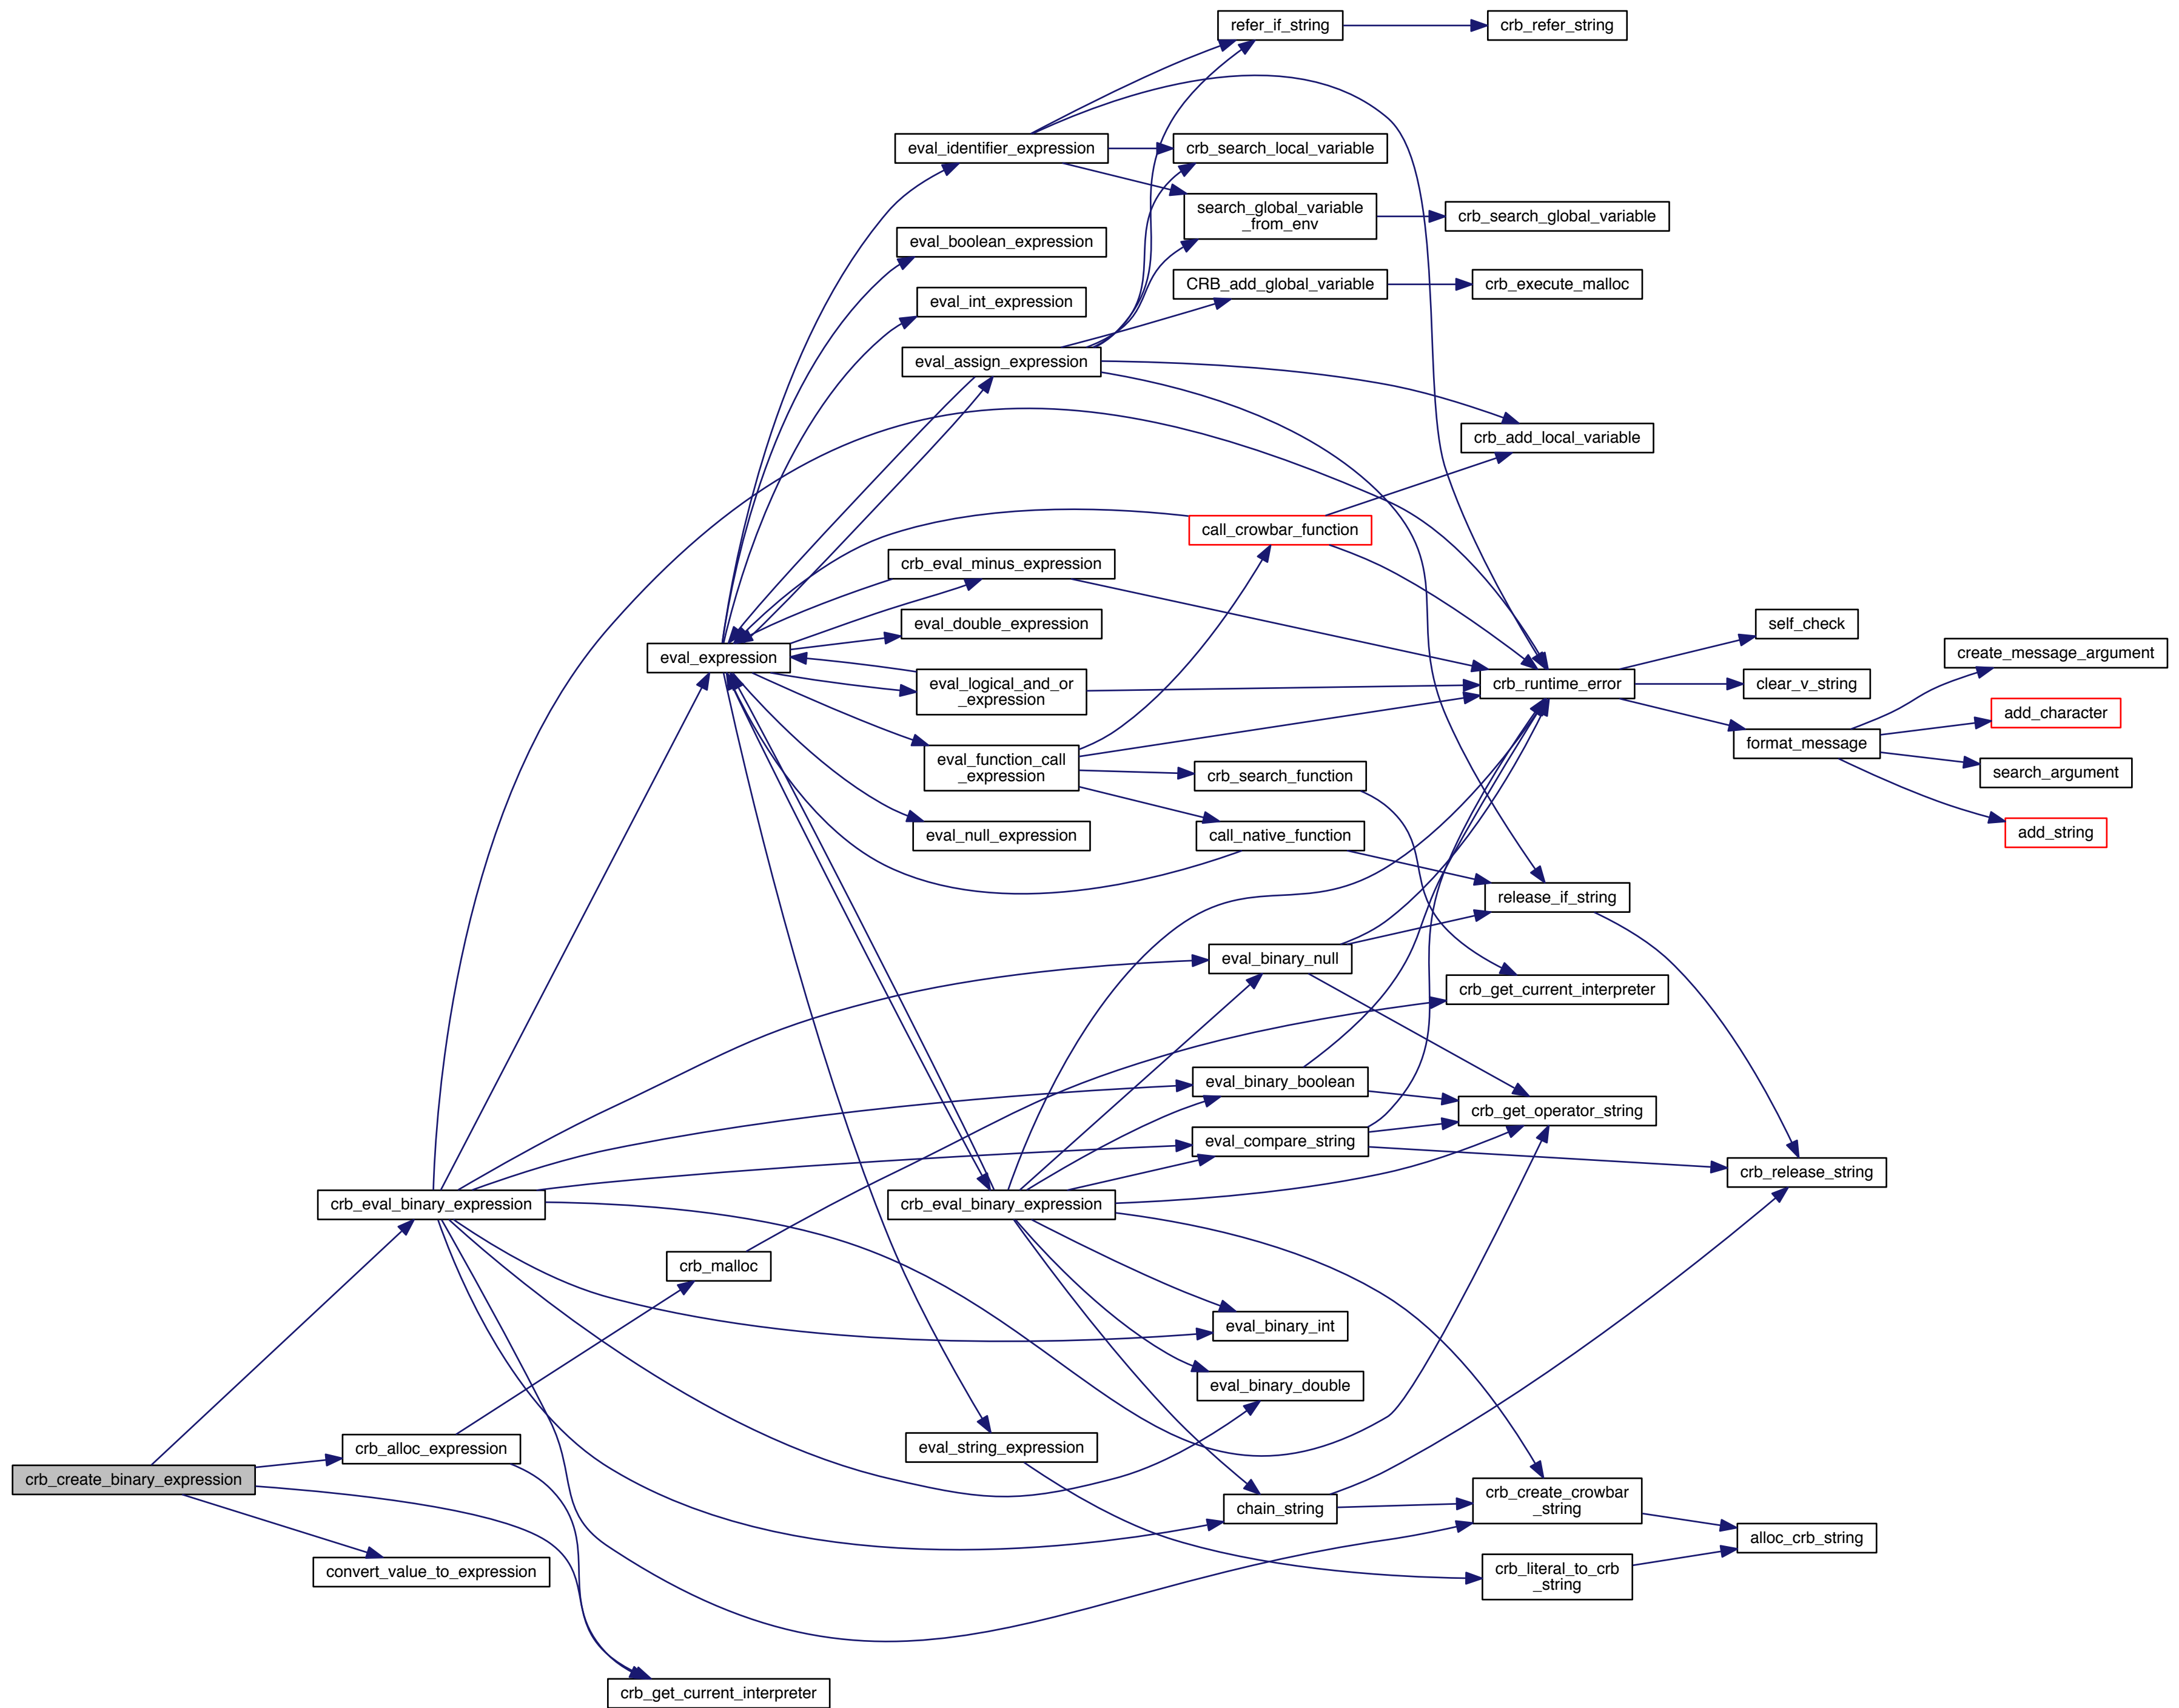 refer_if_string
crb_refer_string
eval_identifier_expression
crb_search_local_variable
search_global_variable
_from_env
crb_search_global_variable
eval_boolean_expression
CRB_add_global_variable
crb_execute_malloc
eval_int_expression
eval_assign_expression
crb_add_local_variable
call_crowbar_function
crb_eval_minus_expression
eval_double_expression
self_check
eval_expression
create_message_argument
eval_logical_and_or
_expression
crb_runtime_error
clear_v_string
add_character
format_message
eval_function_call
_expression
crb_search_function
search_argument
eval_null_expression
call_native_function
add_string
release_if_string
eval_binary_null
crb_get_current_interpreter
eval_binary_boolean
crb_get_operator_string
eval_compare_string
crb_release_string
crb_eval_binary_expression
crb_eval_binary_expression
crb_malloc
eval_binary_int
eval_binary_double
crb_alloc_expression
eval_string_expression
crb_create_binary_expression
chain_string
crb_create_crowbar
_string
alloc_crb_string
convert_value_to_expression
crb_literal_to_crb
_string
crb_get_current_interpreter